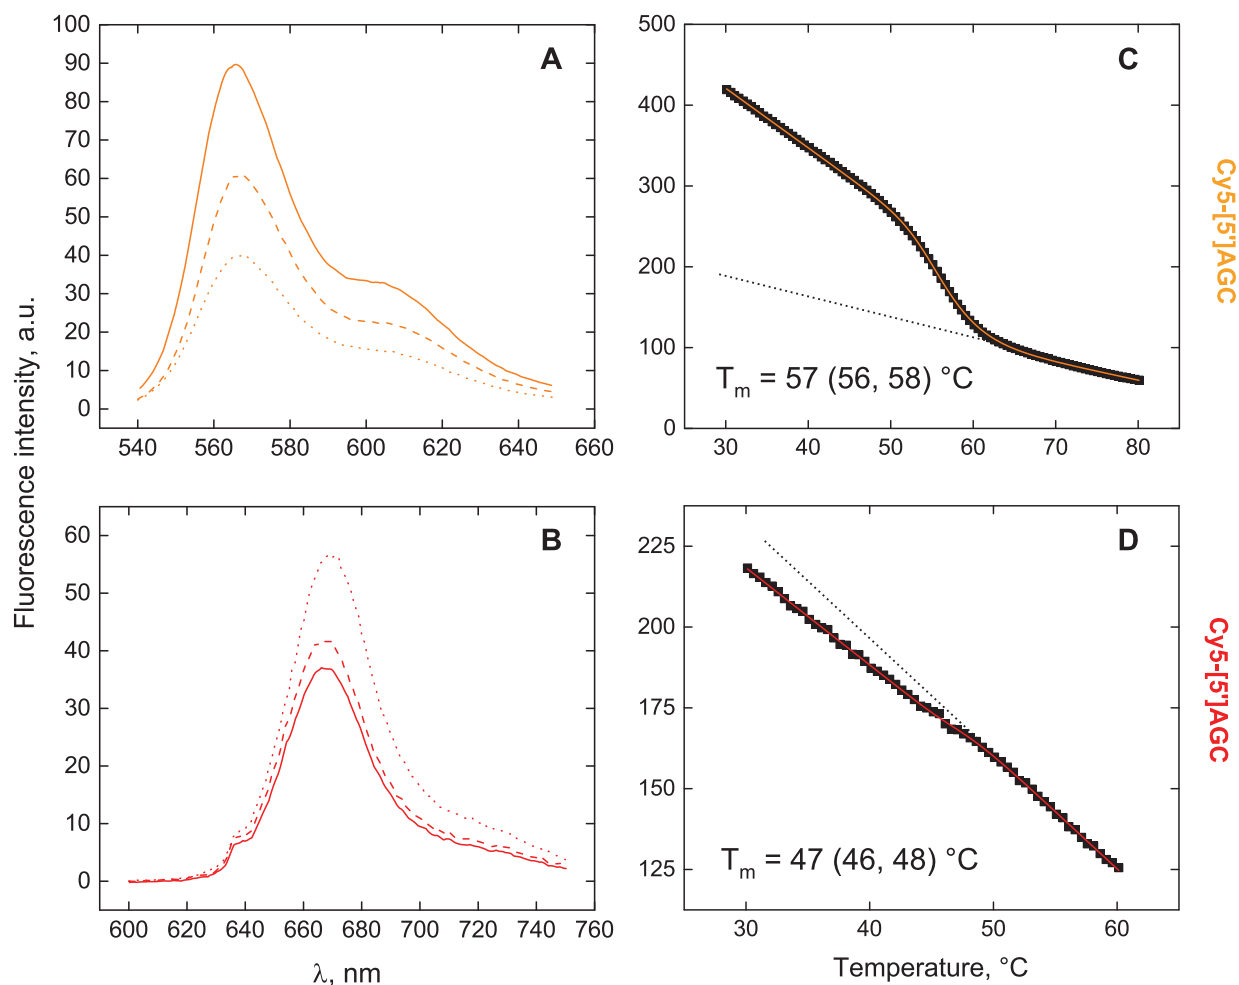 100
90
80
70
60
50
40
30
20
10
0
A
540 560 580 600 620 640 660
500
400
300
200
100
0
C
Tm = 57 (56, 58) °C
30 40 50 60 70 80
Cy5-[5']AGC
Fluorescence intensity, a.u.
60
50
40
30
20
10
0
B
600 620 640 660 680 700 720 740 760
λ, nm
225
200
175
150
125
D
Tm = 47 (46, 48) °C
30 40 50 60
Temperature, °C
Cy5-[5']AGC